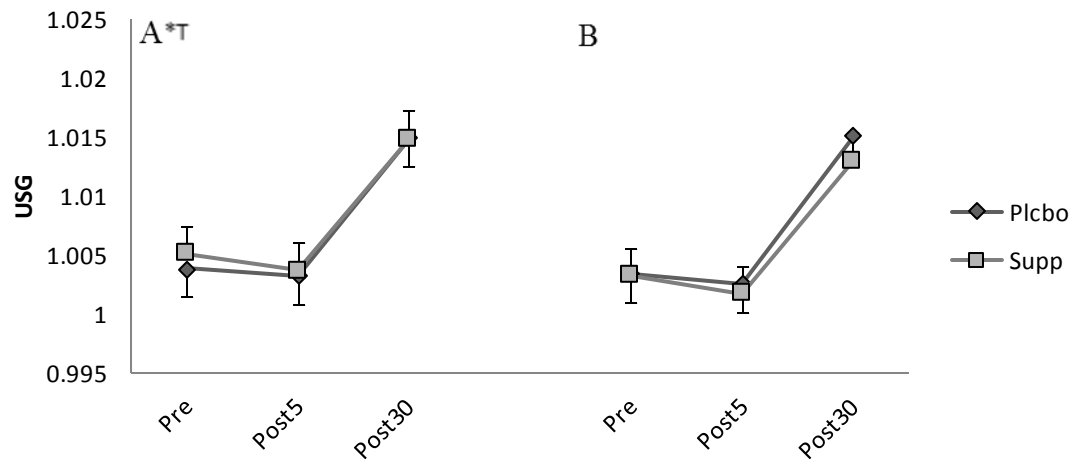 1.025
A*T
B
1.02
1.015
1.01
1.005
1
0.995
USG
Plcbo
Supp
Pre
Post5
Post30
Pre
Post5
Post30